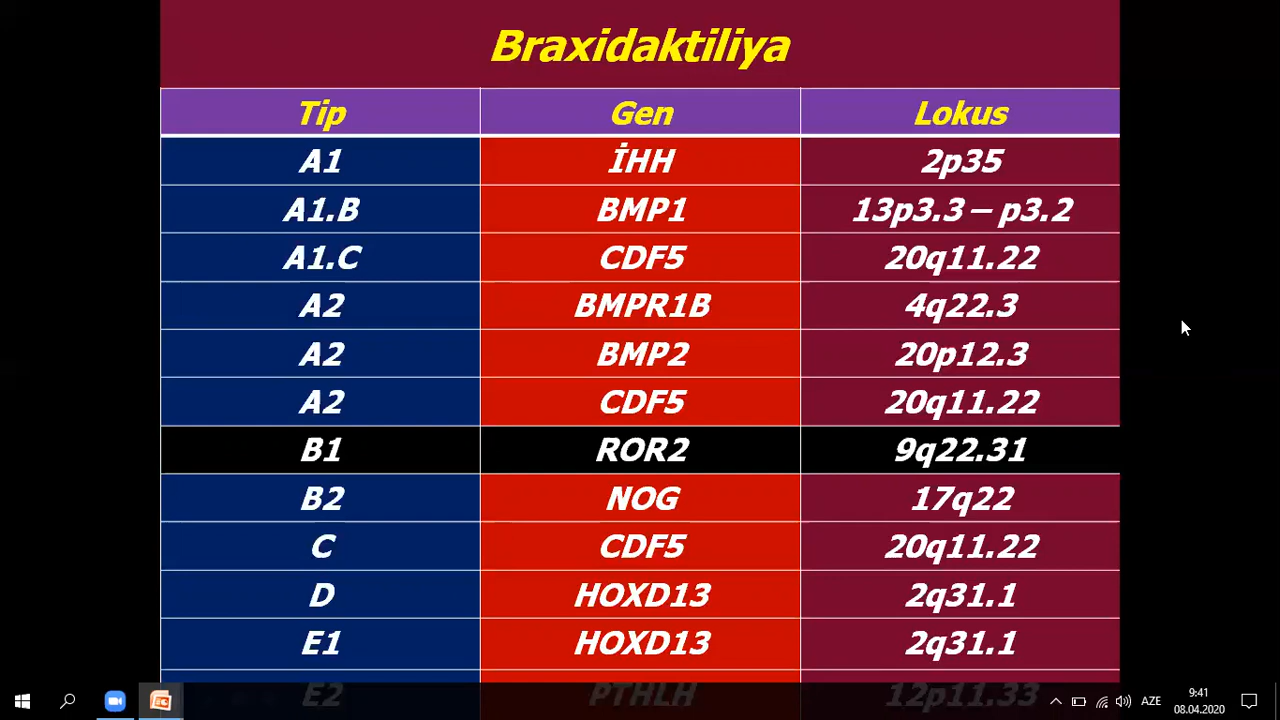 Braxidaktiliya
Tip Gen Lokus
A1 İHH 2p35
A1.B BMP1 13p3.3 – p3.2
A1.C CDF5 20q11.22
A2 BMPR1B 4q22.3
A2 BMP2 20p12.3
A2 CDF5 20q11.22
B1 ROR2 9q22.31
B2 NOG 17q22
C CDF5 20q11.22
D HOXD13 2q31.1
E1 HOXD13 2q31.1
E2 PTHLH 12p11.33
AZE
9:41
08.04.2020